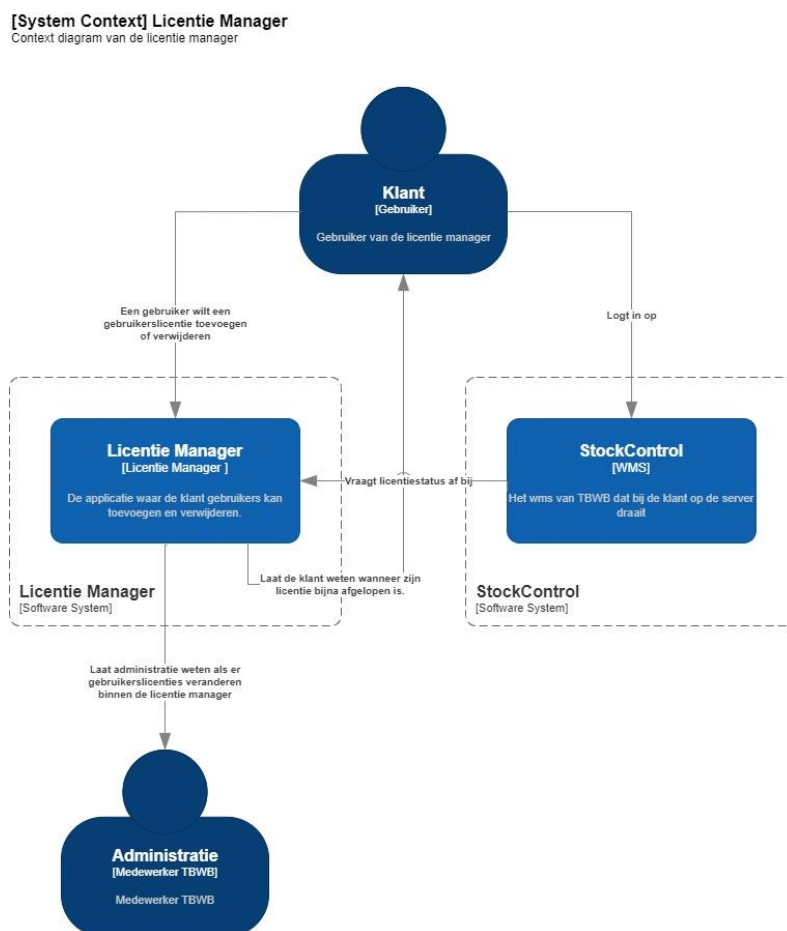 [System Context] Licentie Manager
Context diagram van de licentie manager
Klant
[Gebruiker]
Gebruiker van de licentie manager
Een gebruiker wilt een
gebuikerslicentie toevoegen
of verwijderen
Logt in op
Licentie Manager
[Licentie Manager ]
De applicatie waar de klant gebruikers kan
toevoegen en verwijderen.
Vraagt licentiestatus af bij
StockControl
[WMS]
Het wms van TBWB dat bij de klant op de server
draait
Laat de klant weten wanneer zijn
licentie bijna afgelopen is.
Licentie Manager
[Software System]
StockControl
[Software System]
Laat administratie weten als er
gebruikerslicenties veranderen
binnen de licentie manager
Administratie
[Medewerker TBWB]
Medewerker TBWB